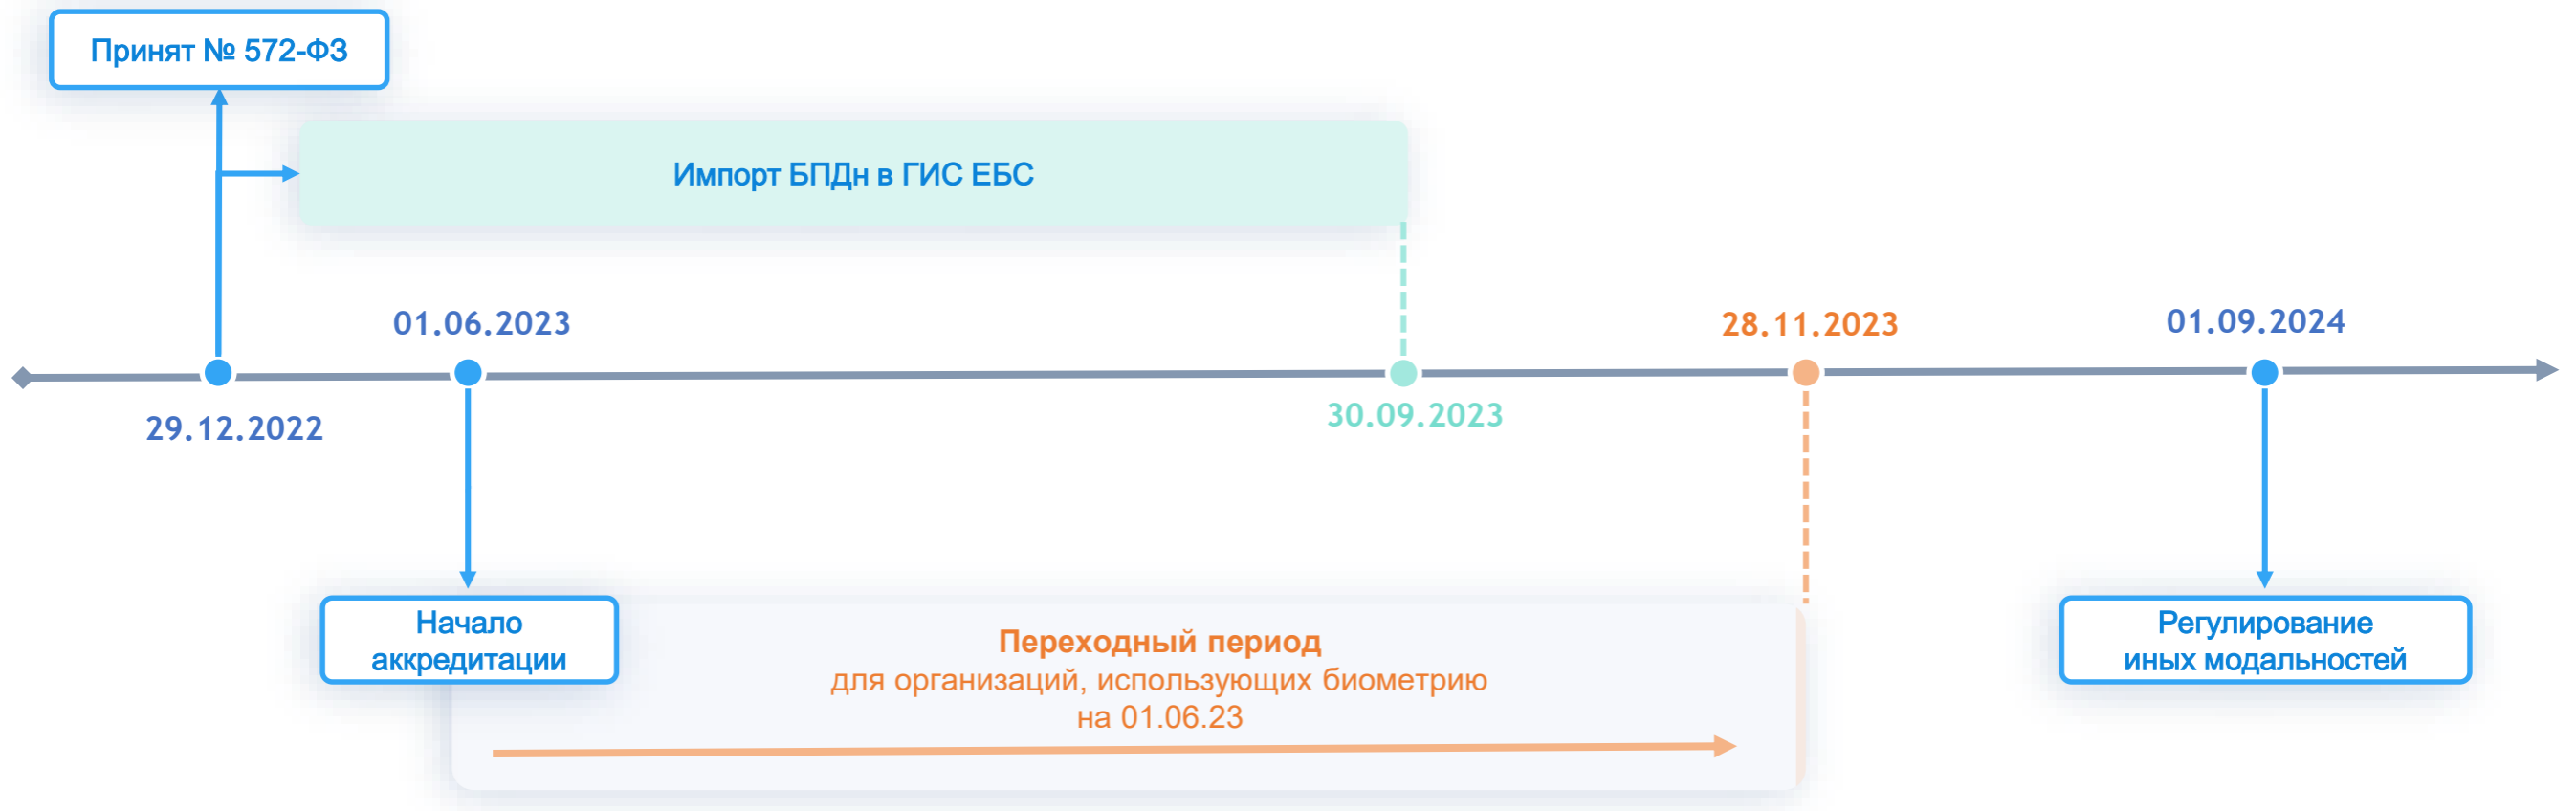 Принят № 572-ФЗ
Импорт БПДн в ГИС ЕБС
01.06.2023
28.11.2023
01.09.2024
29.12.2022
30.09.2023
Начало
аккредитации
Переходный период
для организаций, использующих биометрию
на 01.06.23
Регулирование
иных модальностей